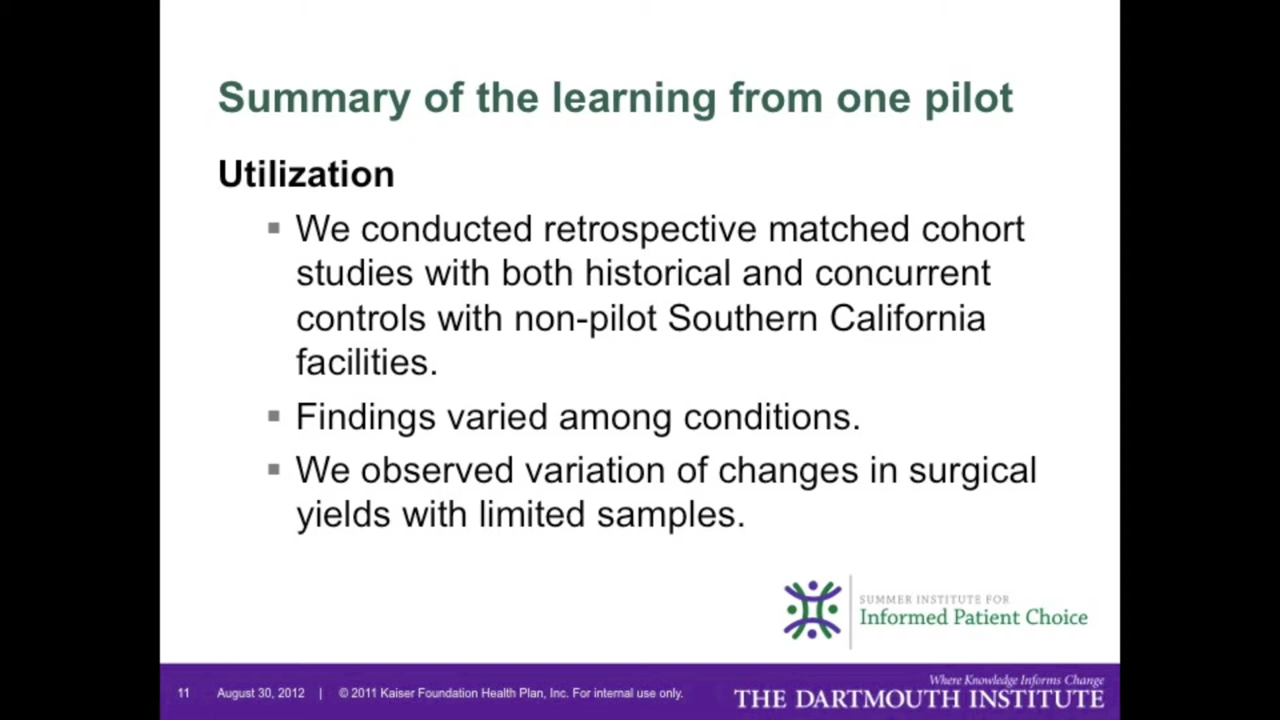 Summary of the learning from one pilot
Utilization
▪ We conducted retrospective matched cohort
studies with both historical and concurrent
controls with non-pilot Southern California
facilities.
▪ Findings varied among conditions.
▪ We observed variation of changes in surgical
yields with limited samples.
SUMMER INSTITUTE FOR
Informed Patient Choice
11 August 30, 2012 | © 2011 Kaiser Foundation Health Plan, Inc. For internal use only.
Where Knowledge Informs Change
THE DARTMOUTH INSTITUTE